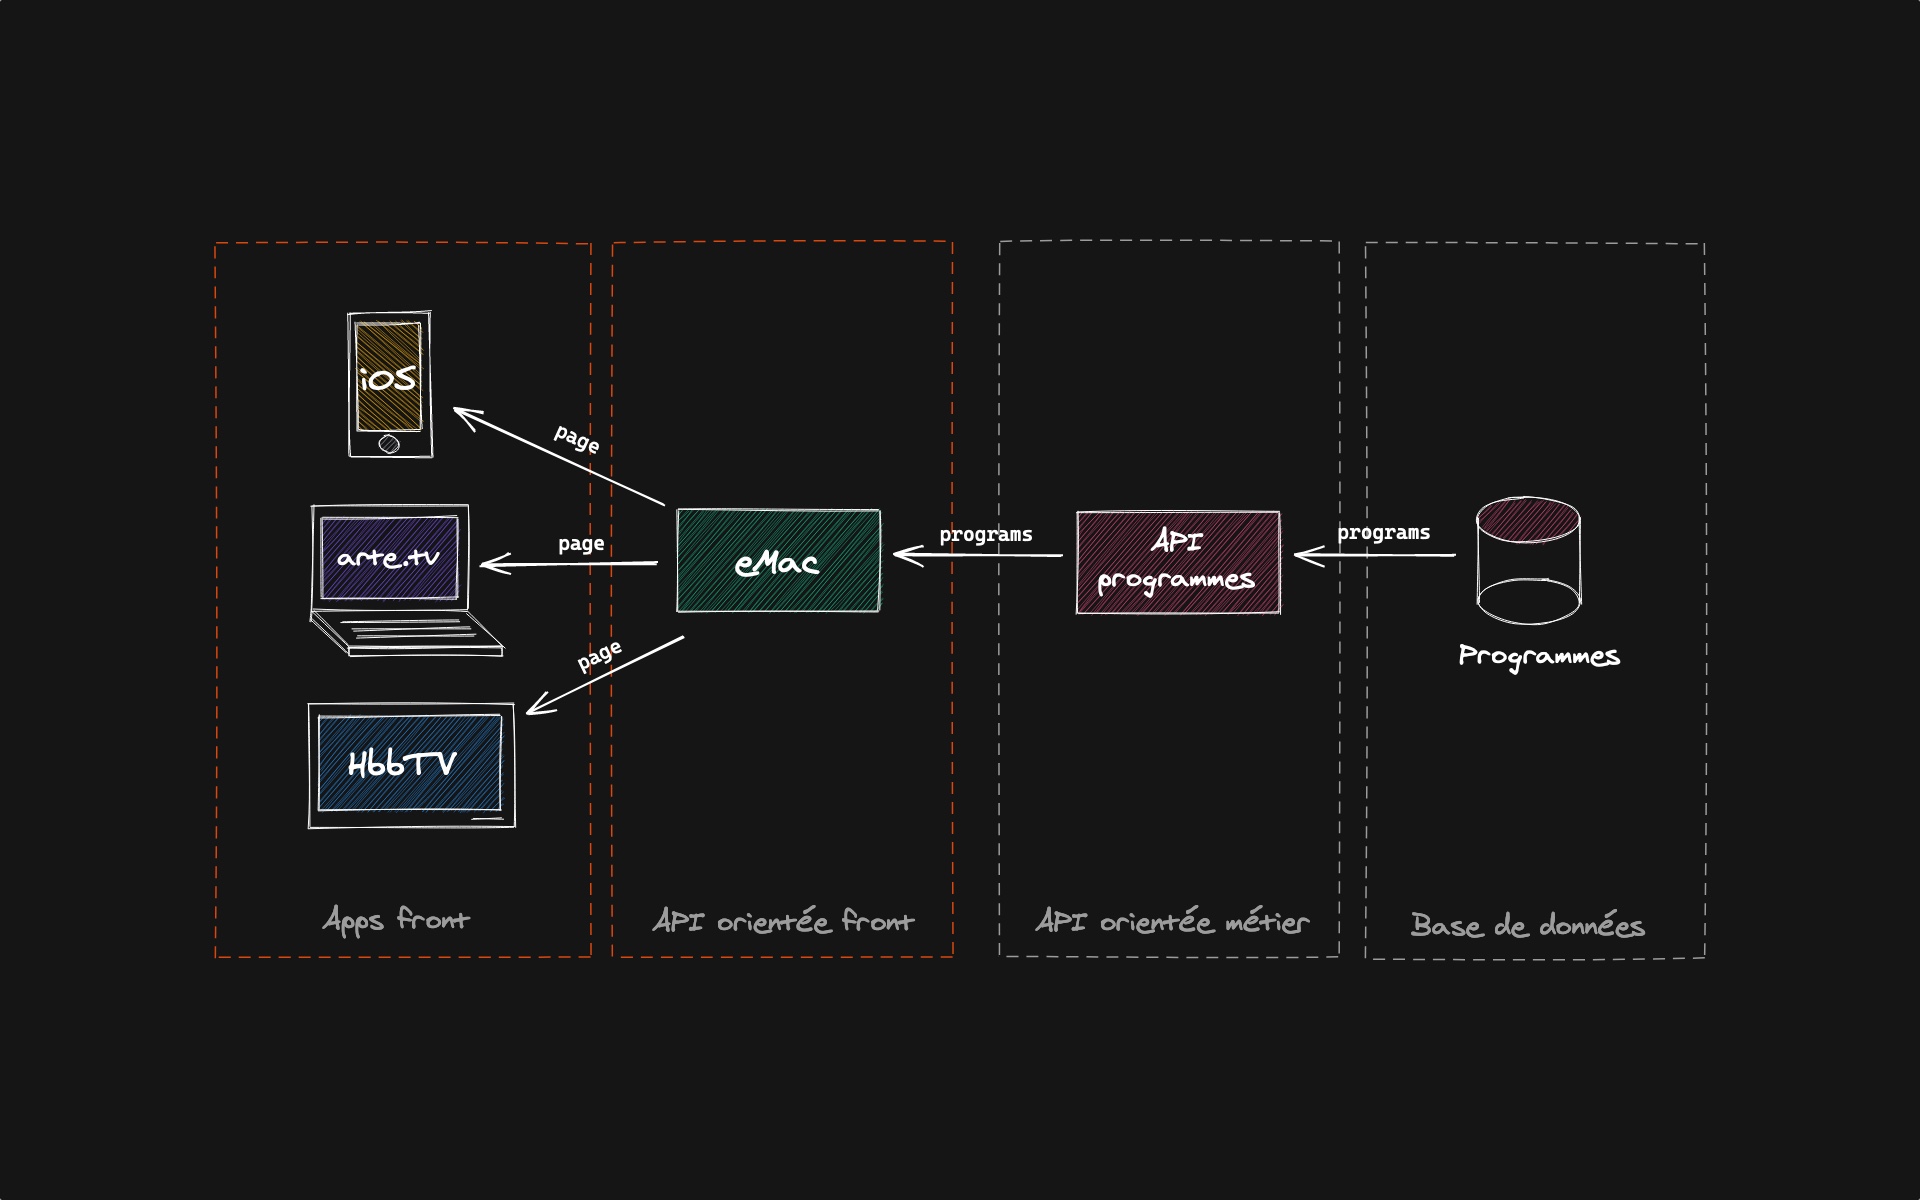 iOS
page
arte.tv
page
eMac
programs
API
programmes
programs
Programmes
page
HbbTV
Apps front
API orientée front
API orientée métier
Base de données